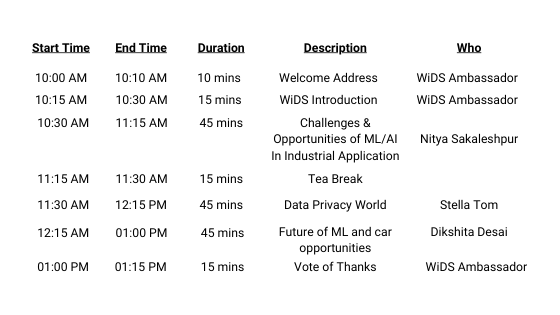 Start Time End Time Duration Description Who
10:00 AM 10:10 AM 10 mins Welcome Address WiDS Ambassador
10:15 AM 10:30 AM 15 mins WiDS Introduction WiDS Ambassador
10:30 AM 11:15 AM 45 mins Challenges &
Opportunities of ML/AI Nitya Sakaleshpur
In Industrial Application
11:15 AM 11:30 AM 15 mins Tea Break
11:30 AM 12:15 PM 45 mins Data Privacy World Stella Tom
12:15 AM 01:00 PM 45 mins Future of ML and car Dikshita Desai
opportunities
01:00 PM 01:15 PM 15 mins Vote of Thanks WiDS Ambassador